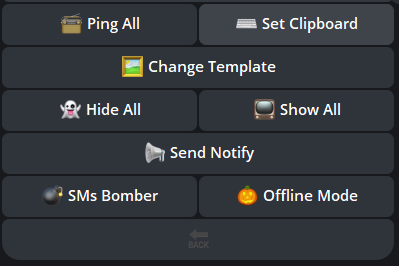 Ping All
Set Clipboard
Change Template
Hide All
Show All
Send Notify
SMs Bomber
Offline Mode
BACK